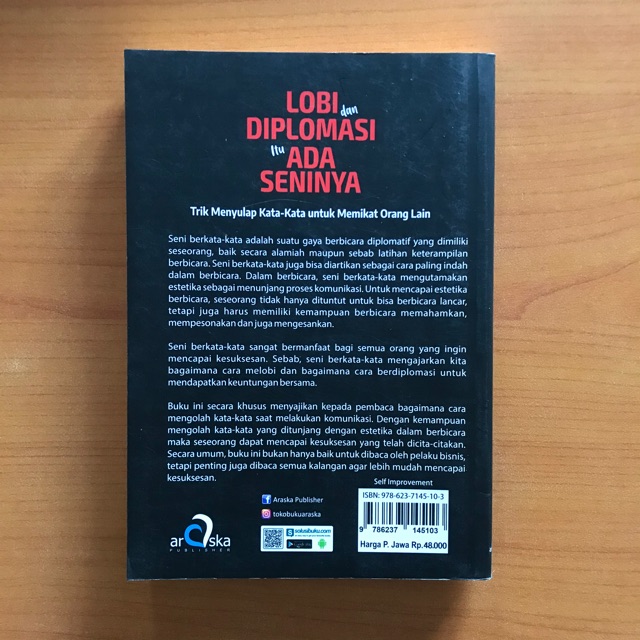 LOBI dan
DIPLOMASI
Itu ADA
SENINYA
Trik Menyulap Kata-Kata untuk Memikat Orang Lain
Seni berkata-kata adalah suatu gaya berbicara diplomatif yang dimiliki
seseorang, baik secara alamiah maupun sebab latihan keterampilan
berbicara. Seni berkata-kata juga bisa diartikan sebagai cara paling indah
dalam berbicara. Dalam berbicara, seni berkata-kata mengutamakan
estetika sebagai menunjang proses komunikasi. Untuk mencapai estetika
berbicara, seseorang tidak hanya dituntut untuk bisa berbicara lancar,
tetapi juga harus memiliki kemampuan berbicara memahamkan,
mempesonakan dan juga mengesankan.
Seni berkata-kata sangat bermanfaat bagi semua orang yang ingin
mencapai kesuksesan. Sebab, seni berkata-kata mengajarkan kita
bagaimana cara melobi dan bagaimana cara berdiplomasi untuk
mendapatkan keuntungan bersama.
Buku ini secara khusus menyajikan kepada pembaca bagaimana cara
mengolah kata-kata saat melakukan komunikasi. Dengan kemampuan
mengolah kata-kata yang ditunjang dengan estetika dalam berbicara
maka seseorang dapat mencapai kesuksesan yang telah dicita-citakan.
Secara umum, buku ini bukan hanya baik untuk dibaca oleh pelaku bisnis,
tetapi penting juga dibaca semua kalangan agar lebih mudah mencapai
kesuksesan.
Self Improvement
ISBN: 978-623-7145-10-3
9 786237 145103
Harga P. Jawa Rp.48.000
Araska Publisher
tokobukuaraska
solusibuku.com
araska
PUBLISHER